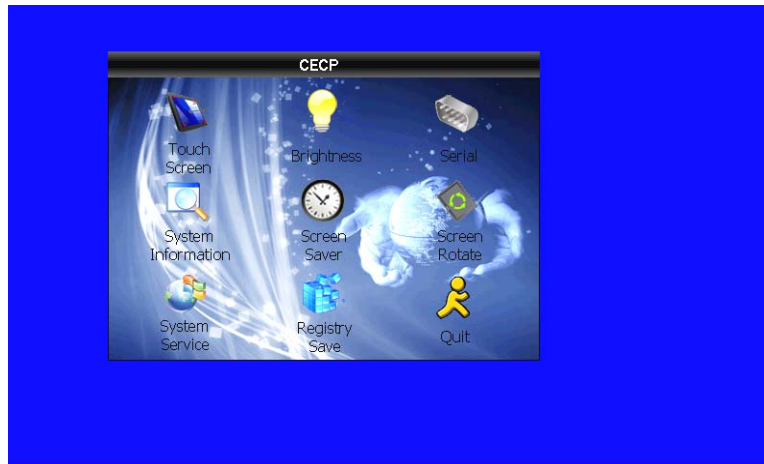 CECP
Touch
Screen
Brightness
Serial
System
Information
Screen
Saver
Screen
Rotate
System
Service
Registry
Save
Quit